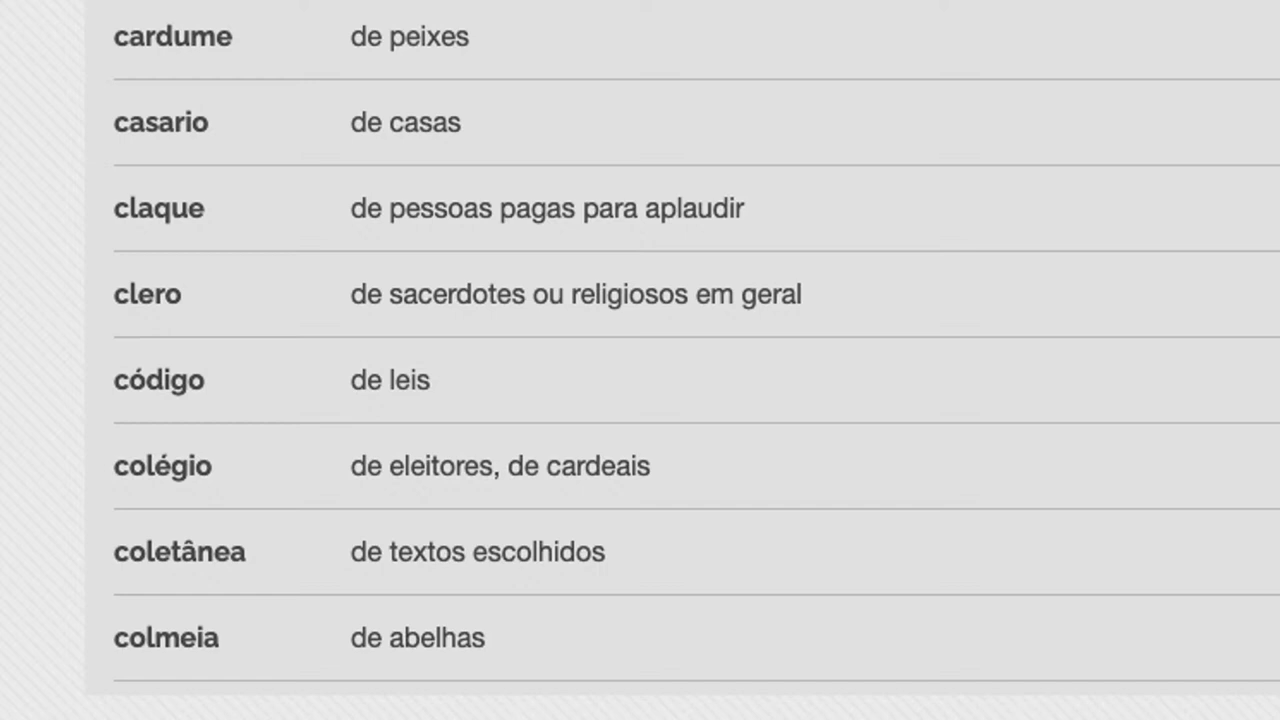 cardume de peixes
casario de casas
claque de pessoas pagas para aplaudir
clero de sacerdotes ou religiosos em geral
código de leis
colégio de eleitores, de cardeais
coletânea de textos escolhidos
colmeia de abelhas